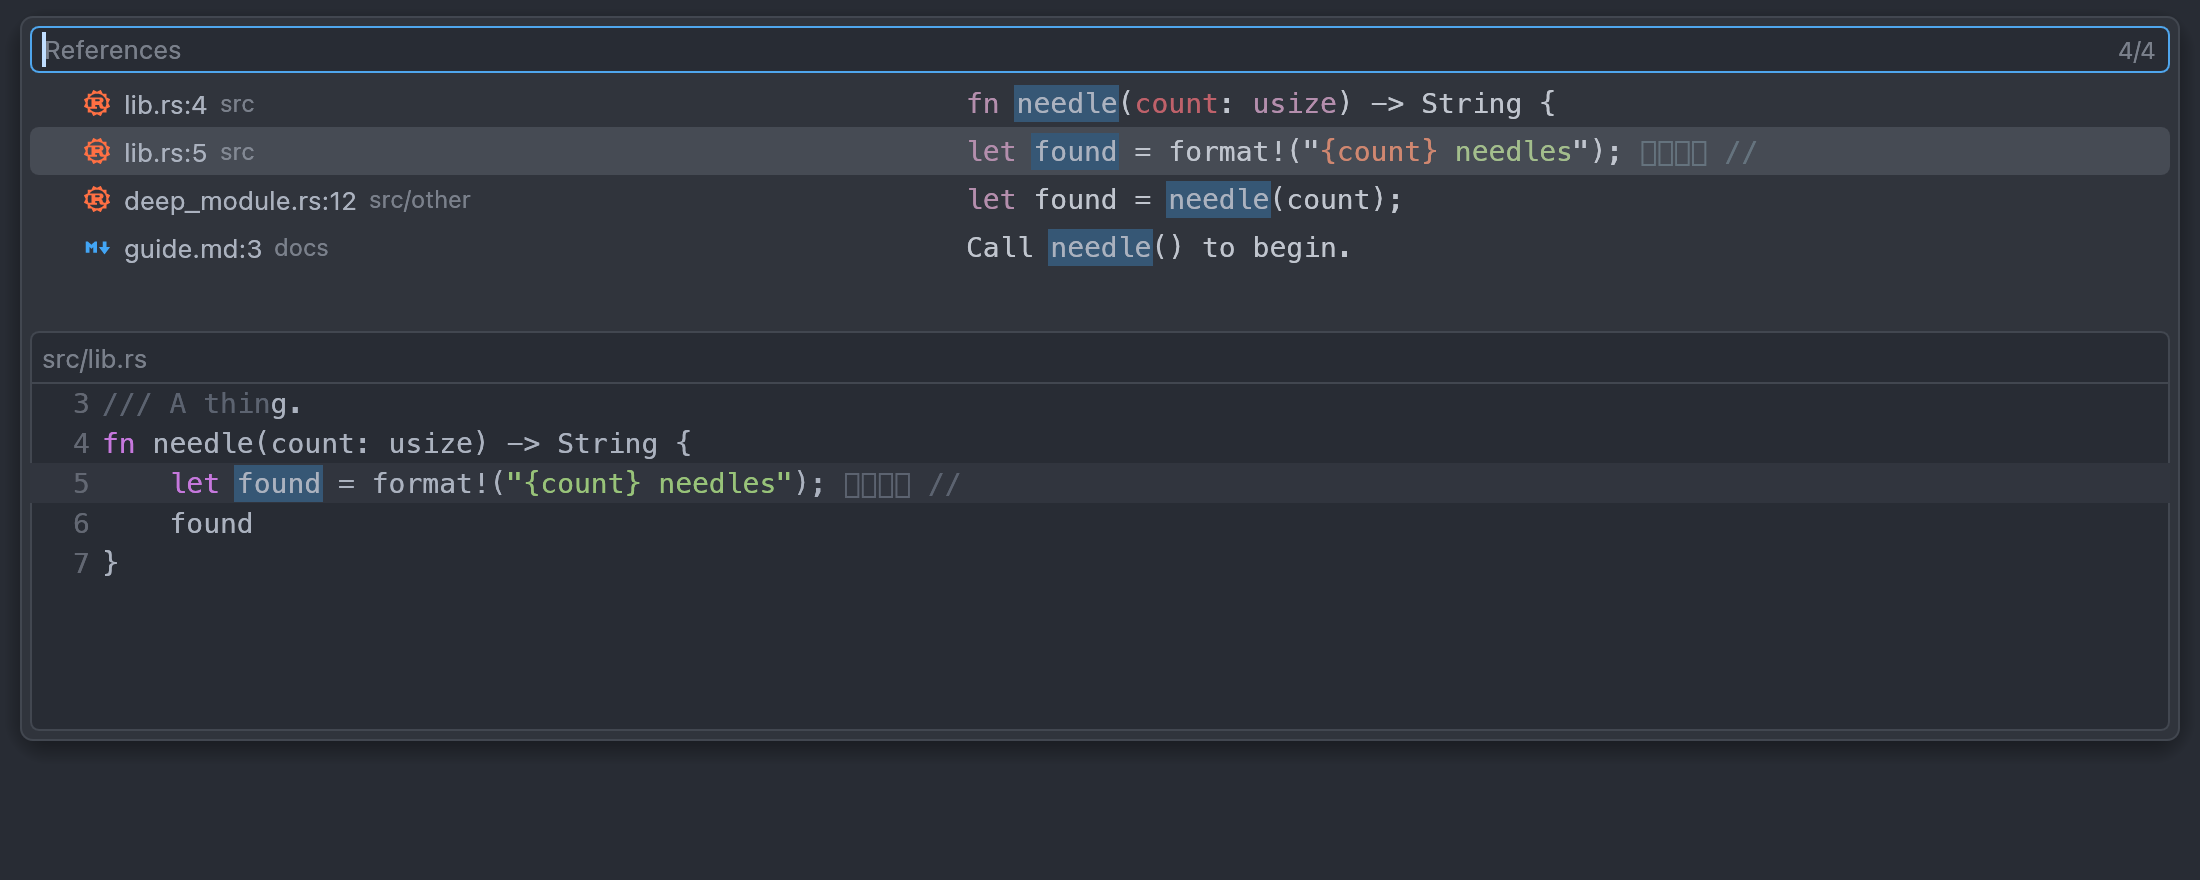 References 4/4
lib.rs:4 src fn needle(count: usize) -> String {
lib.rs:5 src let found = format!("{count} needles"); //
deep_module.rs:12 src/other let found = needle(count);
guide.md:3 docs Call needle() to begin.
src/lib.rs
3 /// A thing.
4 fn needle(count: usize) -> String {
5 let found = format!("{count} needles"); //
6 found
7 }